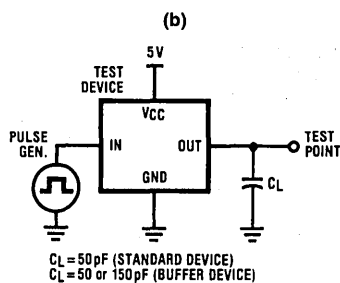 (b)
5V
TEST
DEVICE
VCC
PULSE
GEN.
IN
OUT
TEST
POINT
GND
CL
CL = 50pF (STANDARD DEVICE)
CL = 50 or 150pF (BUFFER DEVICE)